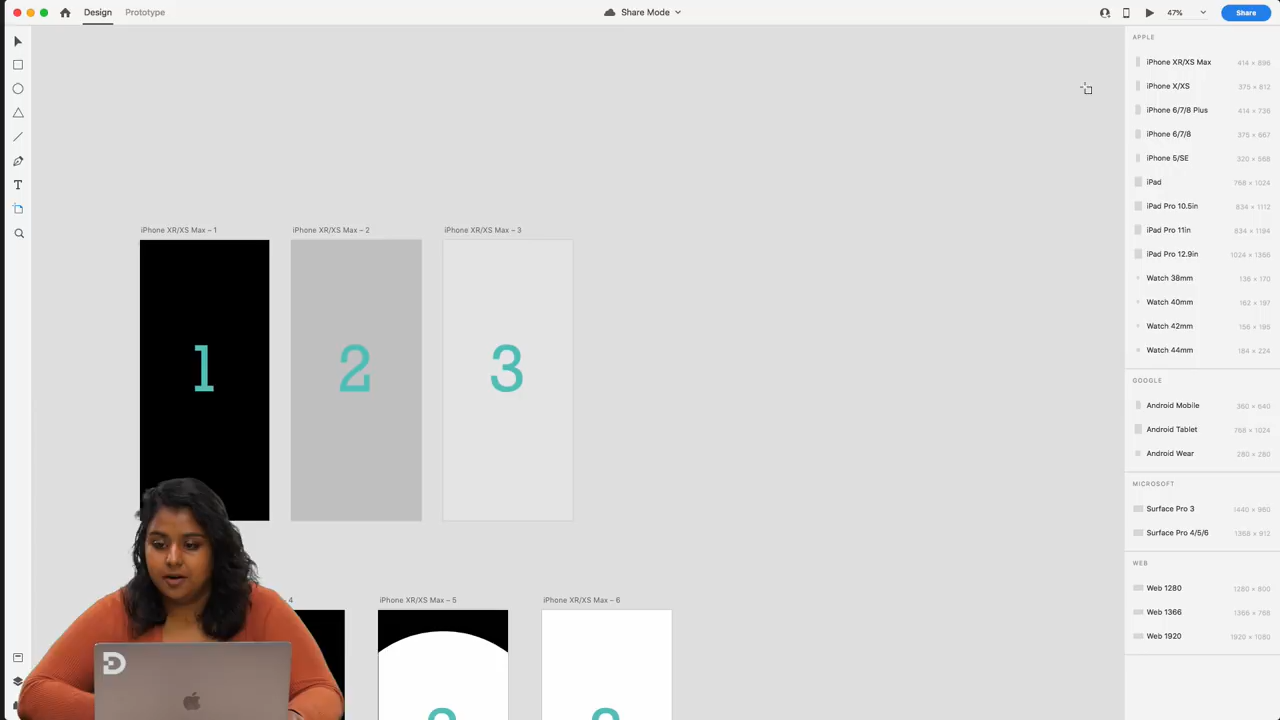 Design Prototype Share Mode 47% Share
APPLE
iPhone XR/XS Max 414 × 896
iPhone X/XS 375 × 812
iPhone 6/7/8 Plus 414 × 736
iPhone 6/7/8 375 × 667
iPhone 5/SE 320 × 568
iPad 768 × 1024
iPad Pro 10.5in 834 × 1112
iPad Pro 11in 834 × 1194
iPad Pro 12.9in 1024 × 1366
Watch 38mm 136 × 170
Watch 40mm 162 × 197
Watch 42mm 156 × 195
Watch 44mm 184 × 224
GOOGLE
Android Mobile 360 × 640
Android Tablet 768 × 1024
Android Wear 280 × 280
MICROSOFT
Surface Pro 3 1440 × 960
Surface Pro 4/5/6 1368 × 912
WEB
Web 1280 1280 × 800
Web 1366 1366 × 768
Web 1920 1920 × 1080
T
iPhone XR/XS Max – 1 iPhone XR/XS Max – 2 iPhone XR/XS Max – 3
1 2 3
4 iPhone XR/XS Max – 5 iPhone XR/XS Max – 6
D